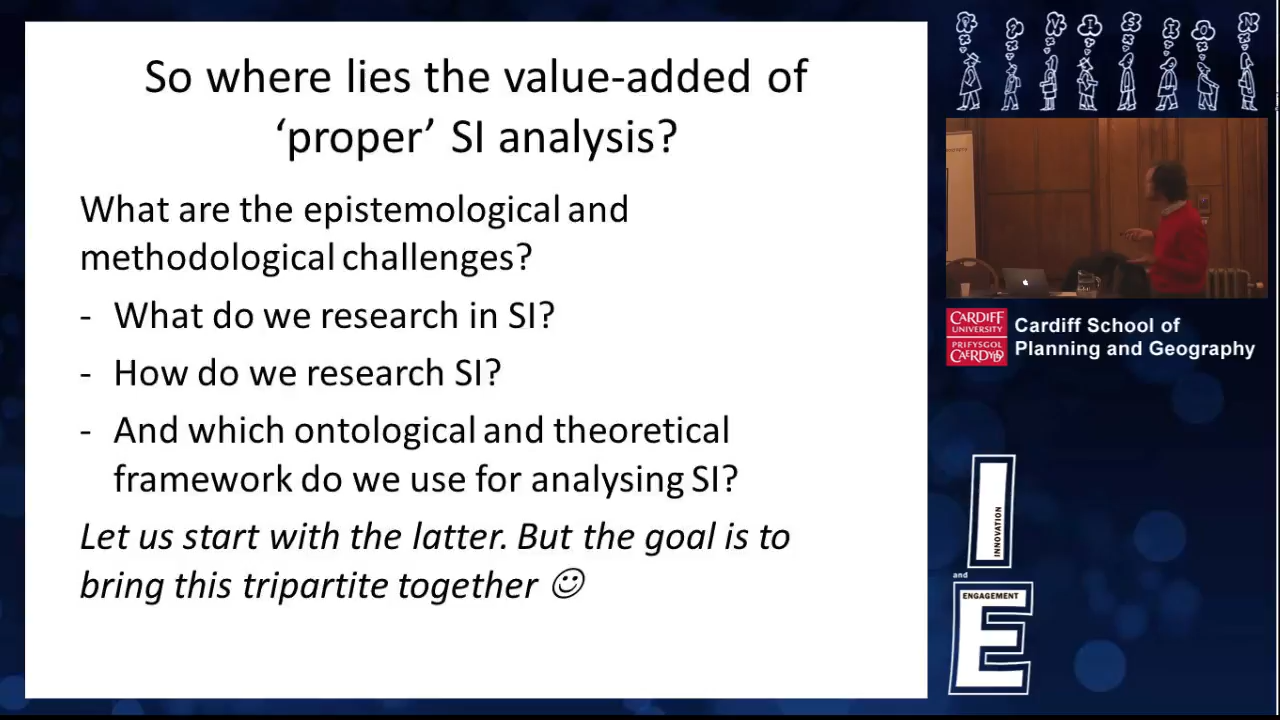 So where lies the value-added of
‘proper’ SI analysis?
What are the epistemological and
methodological challenges?
- What do we research in SI?
- How do we research SI?
- And which ontological and theoretical
framework do we use for analysing SI?
Let us start with the latter. But the goal is to
bring this tripartite together ☺
P ? V I S I O N
CARDIFF
UNIVERSITY
PRIFYSGOL
CAERDYDD
Cardiff School of
Planning and Geography
I
INNOVATION
and
ENGAGEMENT
E